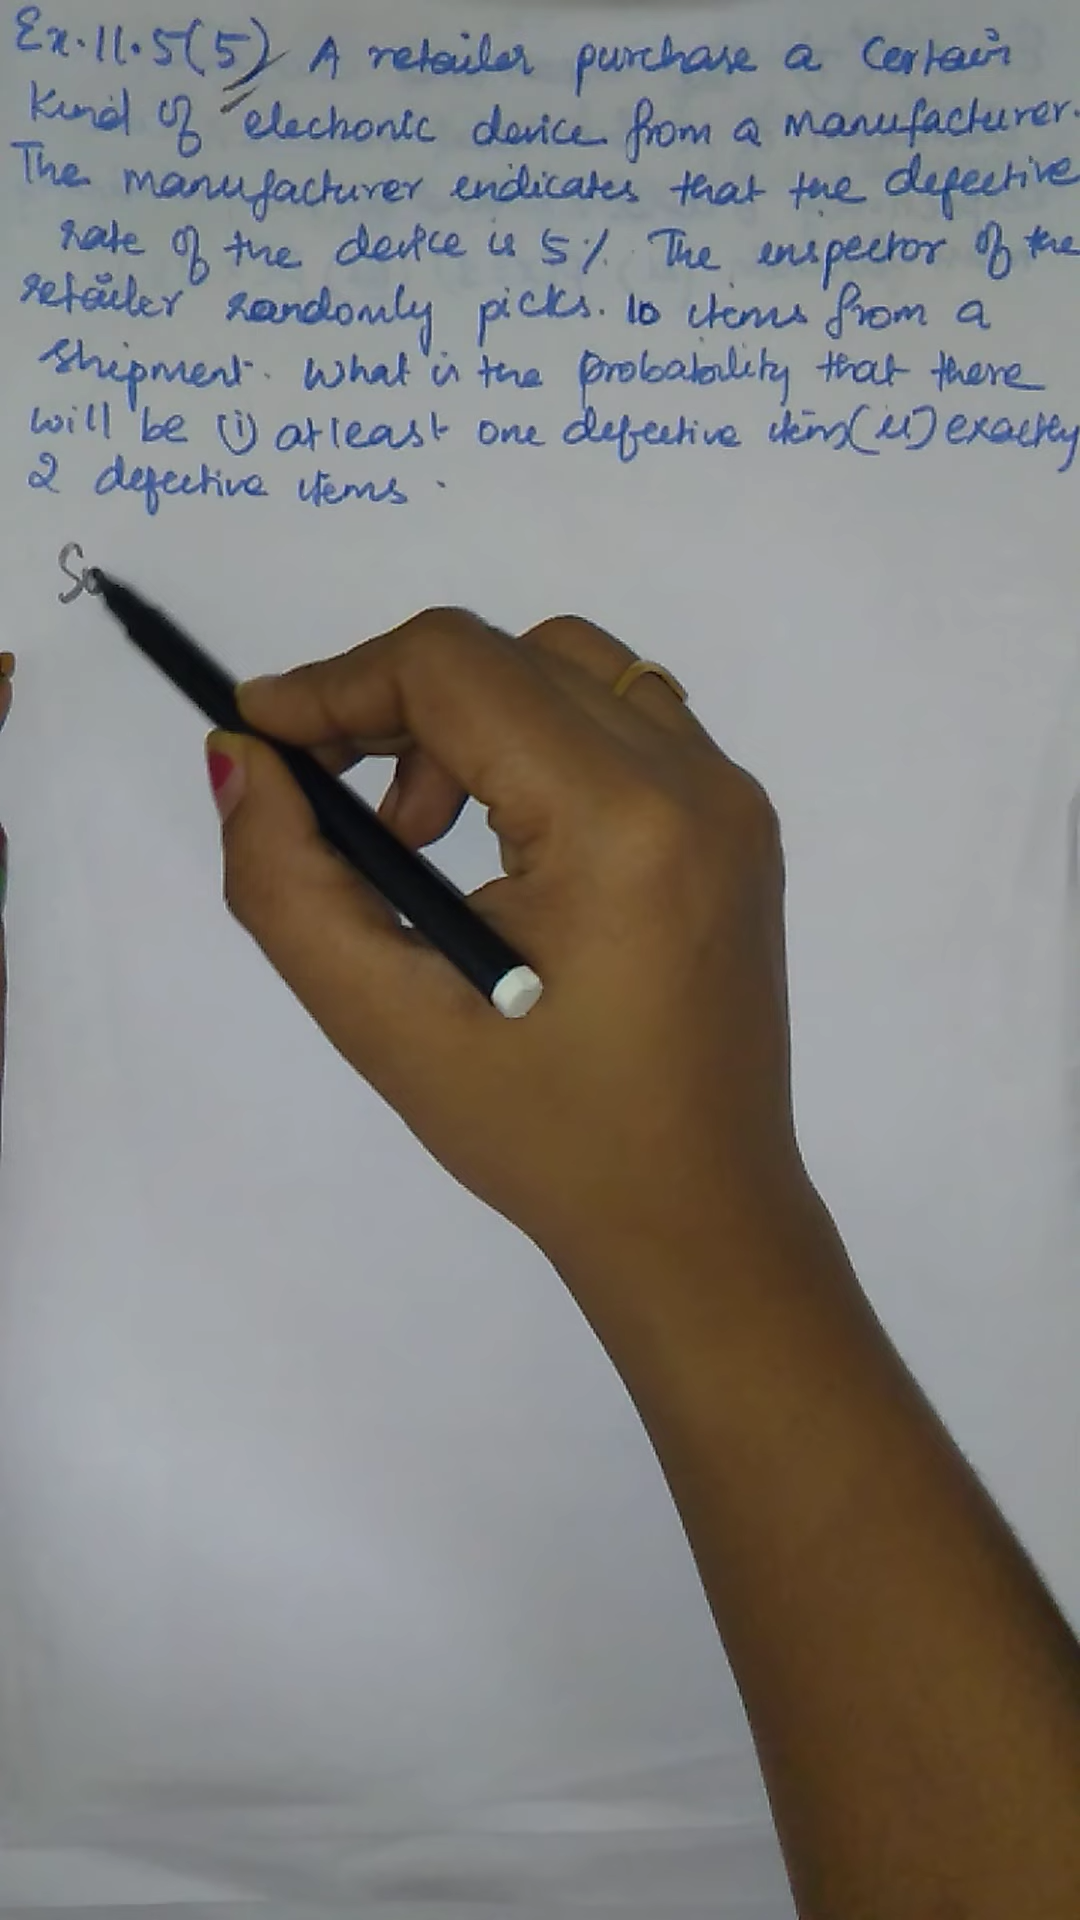 Ex.11.5(5) A retailer purchase a certain
kind of electronic device from a manufacturer.
The manufacturer indicates that the defective
rate of the device is 5%. The inspector of the
retailer randomly picks. 10 items from a
shipment. What is the probability that there
will be (i) atleast one defective item (ii) exactly
2 defective items.
So